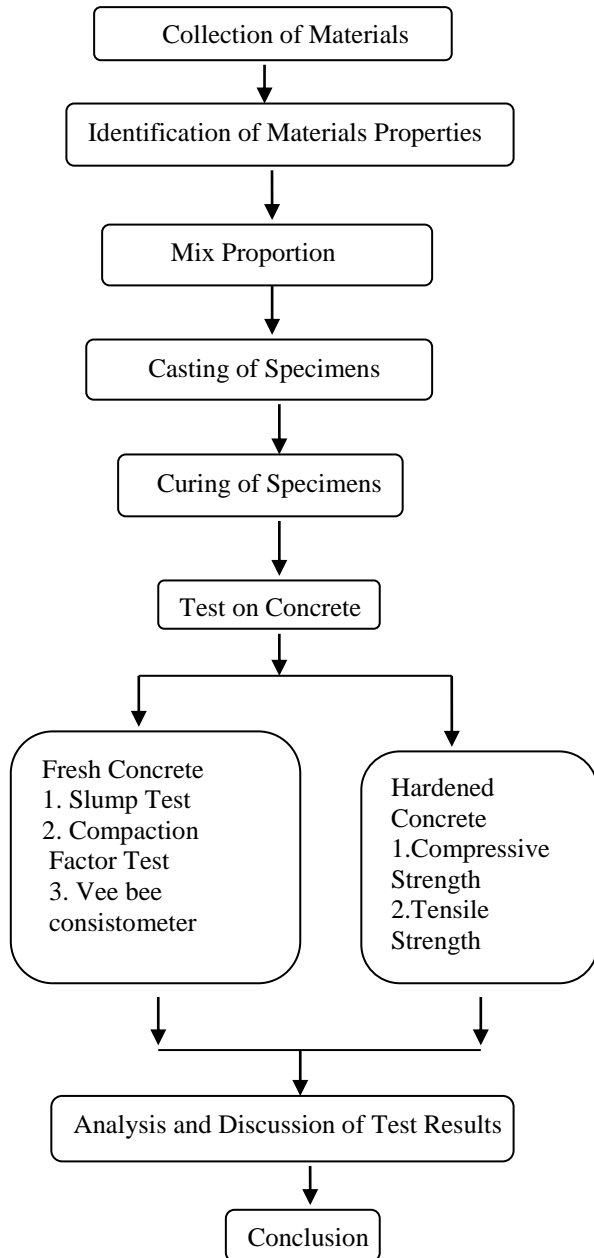 Collection of Materials
Identification of Materials Properties
Mix Proportion
Casting of Specimens
Curing of Specimens
Test on Concrete
Fresh Concrete
1. Slump Test
2. Compaction
Factor Test
3. Vee bee
consistometer
Hardened
Concrete
1.Compressive
Strength
2.Tensile
Strength
Analysis and Discussion of Test Results
Conclusion